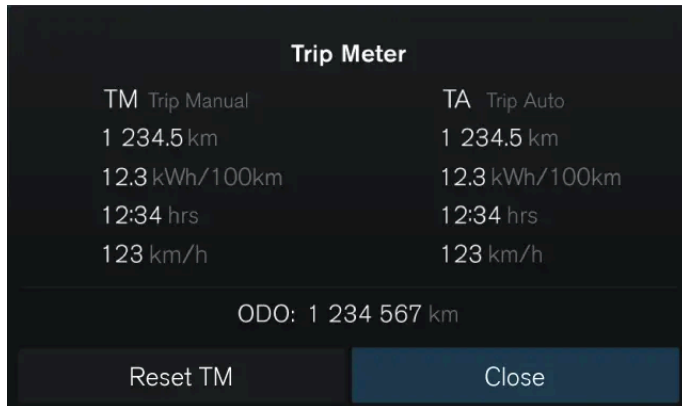 Trip Meter
TM Trip Manual
1 234.5 km
12.3 kWh/100km
12:34 hrs
123 km/h
TA Trip Auto
1 234.5 km
12.3 kWh/100km
12:34 hrs
123 km/h
ODO: 1 234 567 km
Reset TM
Close